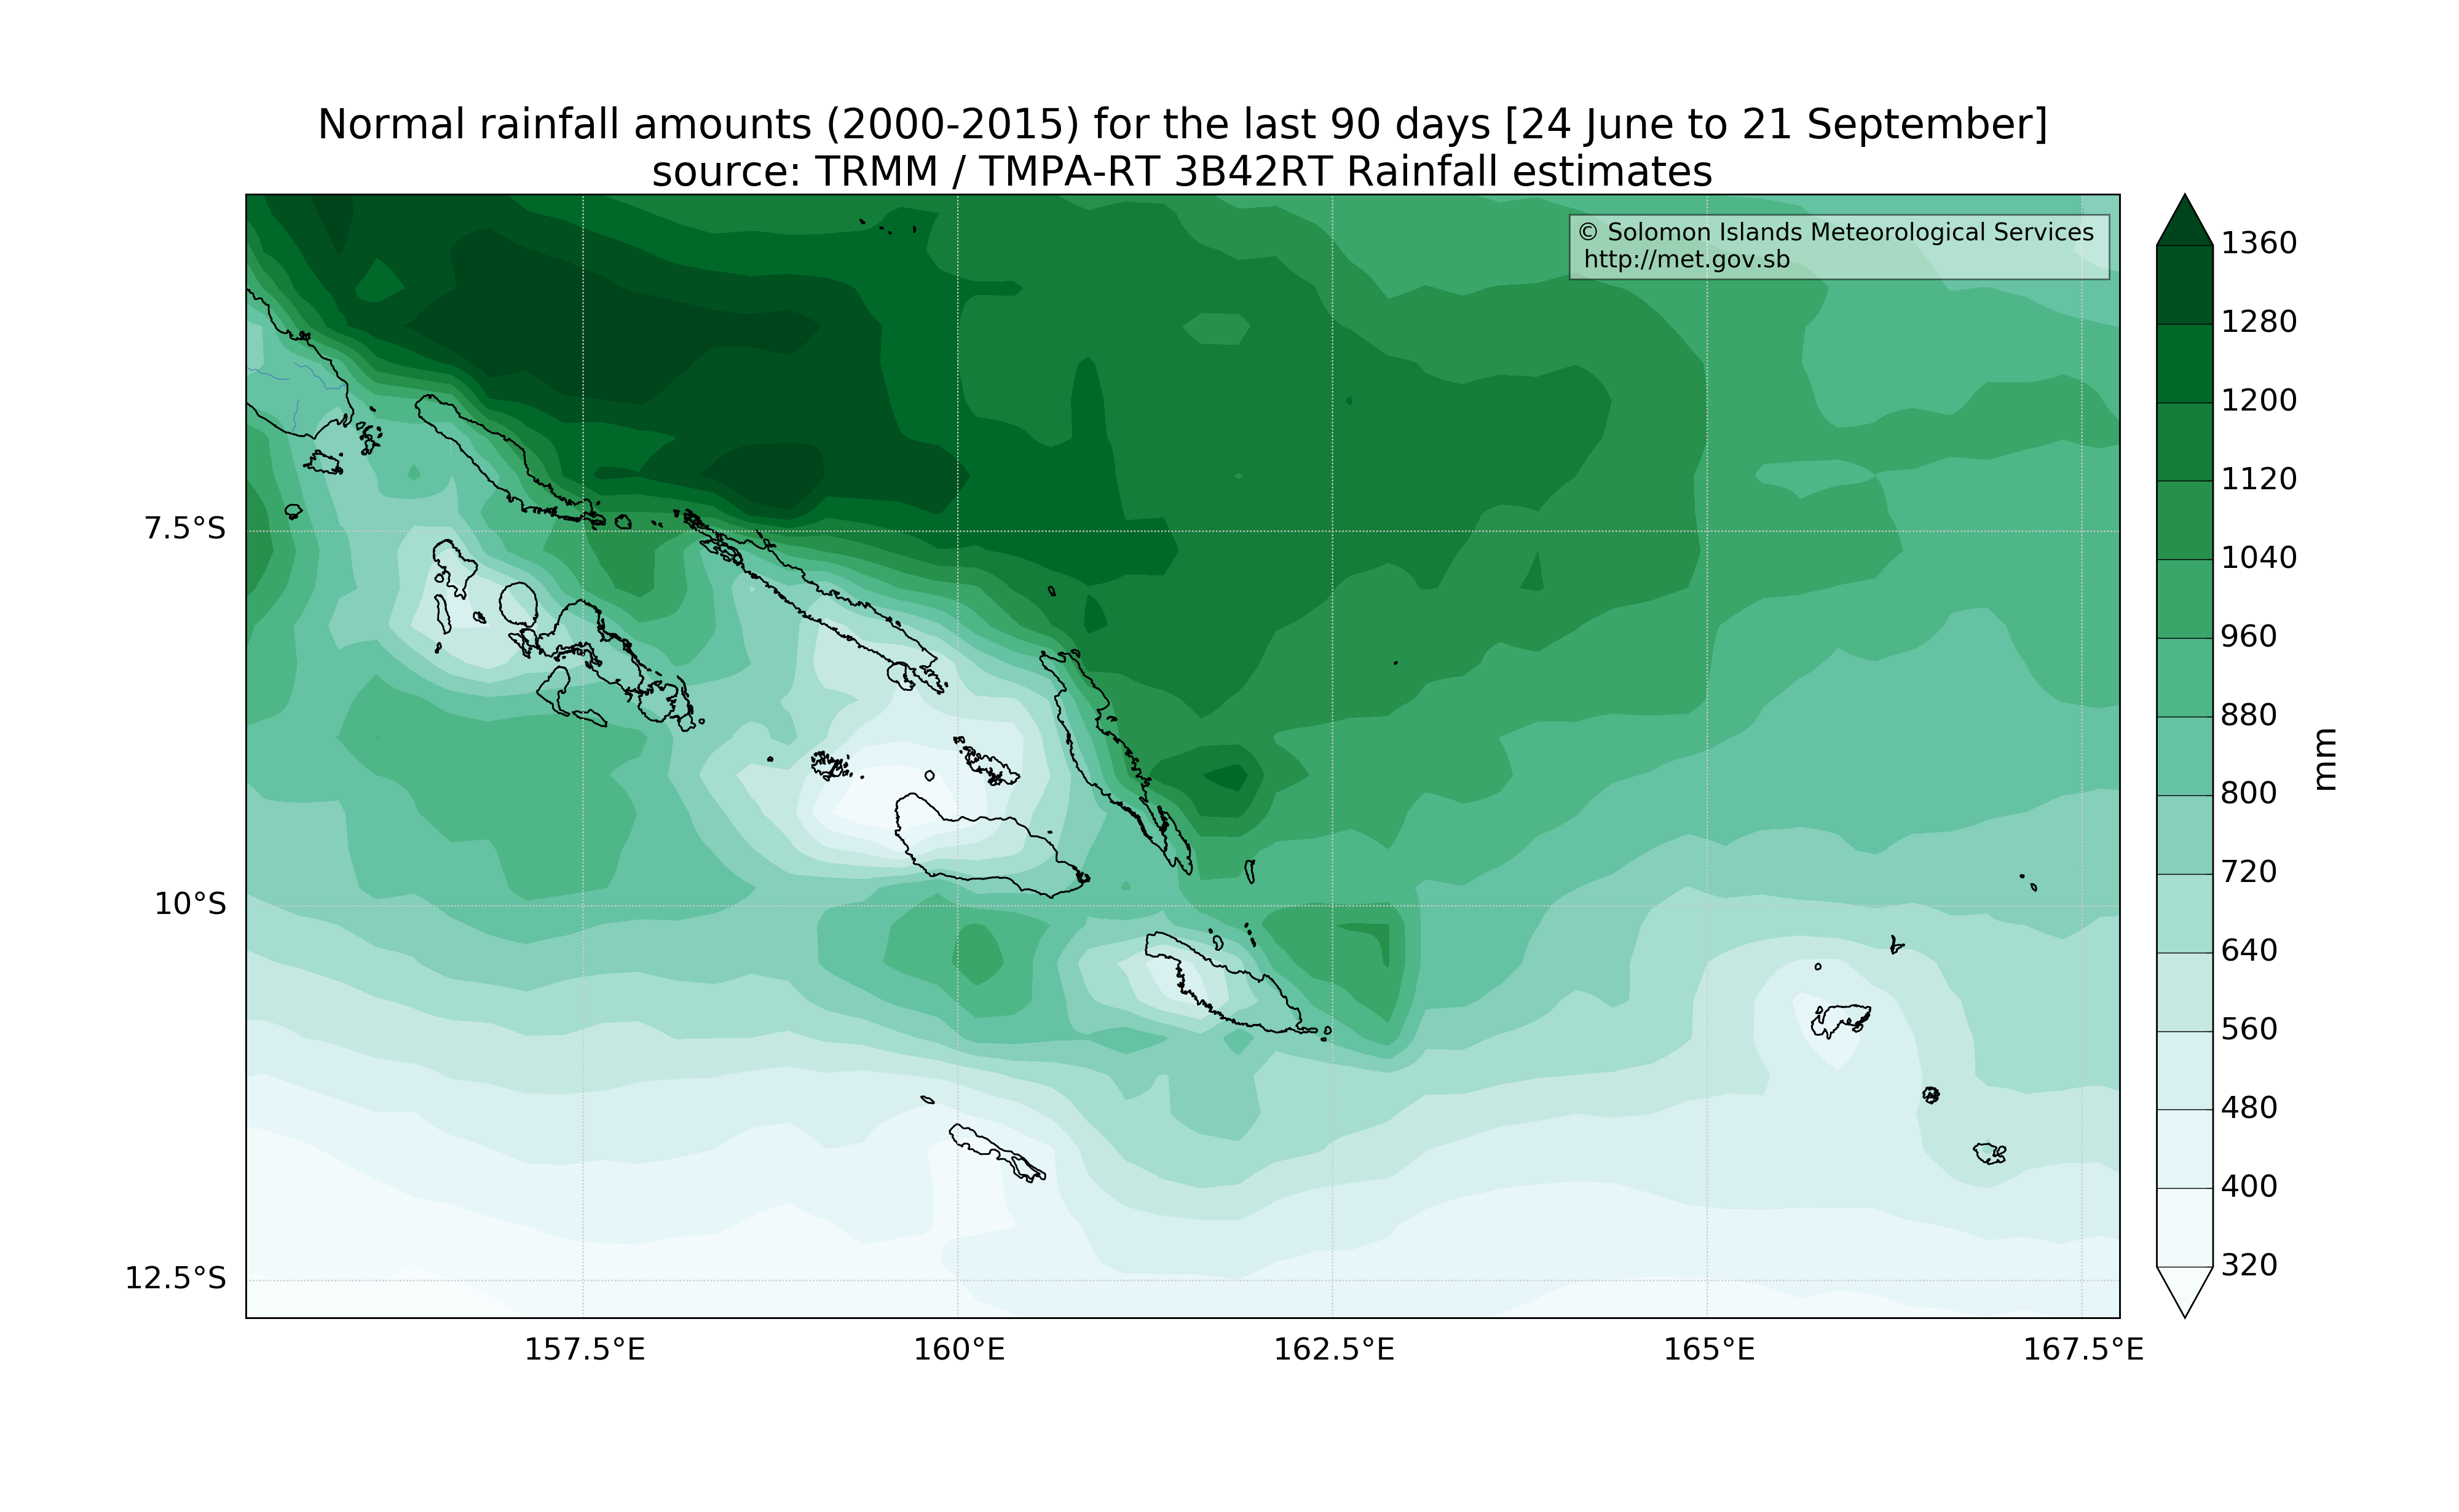 Normal rainfall amounts (2000-2015) for the last 90 days [24 June to 21 September]
source: TRMM / TMPA-RT 3B42RT Rainfall estimates
© Solomon Islands Meteorological Services
http://met.gov.sb
7.5°S
10°S
12.5°S
157.5°E
160°E
162.5°E
165°E
167.5°E
1360
1280
1200
1120
1040
960
880
800
720
640
560
480
400
320
mm